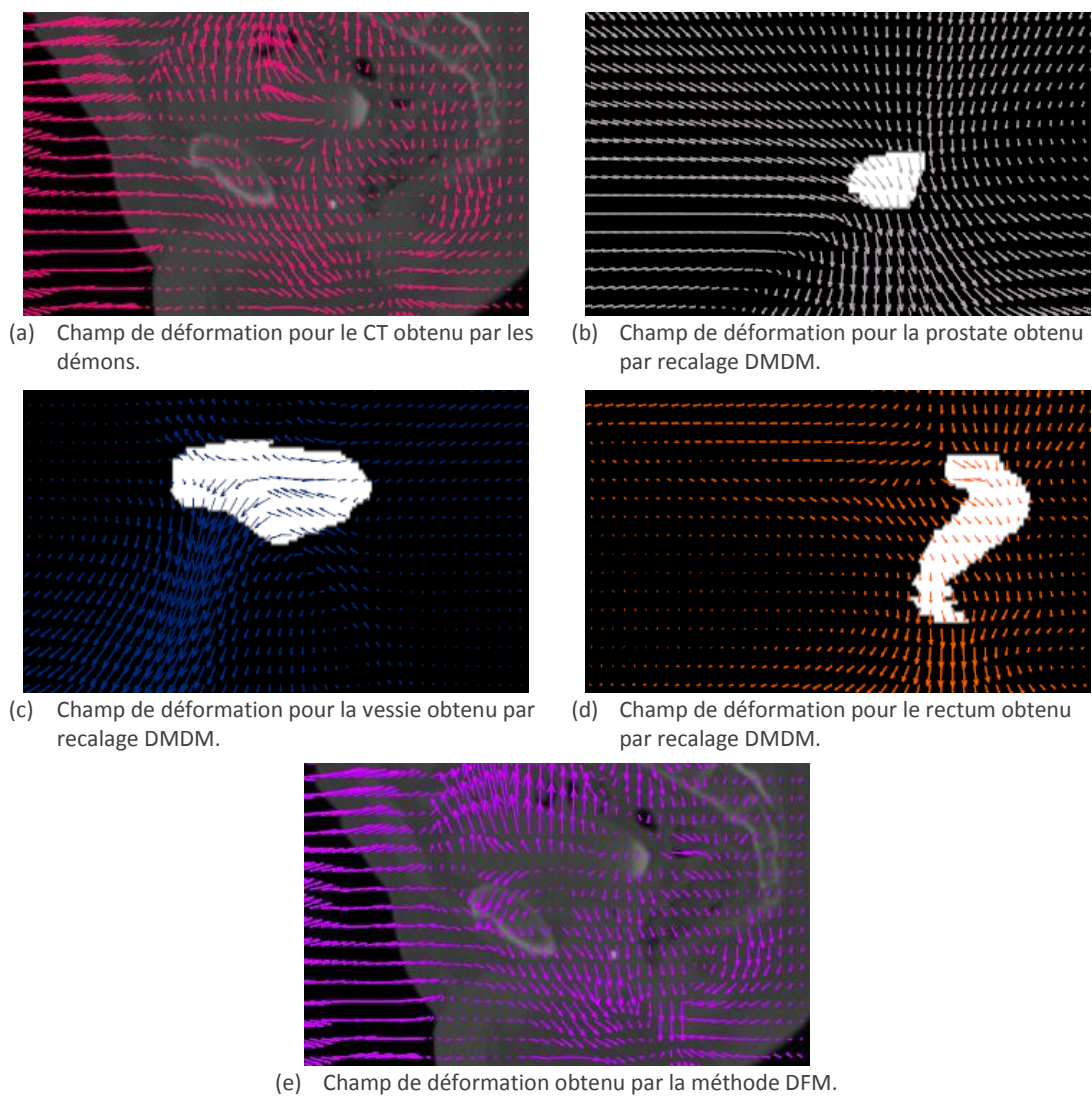 (a) Champ de déformation pour le CT obtenu par les
démons.
(b) Champ de déformation pour la prostate obtenu
par recalage DMDM.
(c) Champ de déformation pour la vessie obtenu par
recalage DMDM.
(d) Champ de déformation pour le rectum obtenu
par recalage DMDM.
(e) Champ de déformation obtenu par la méthode DFM.